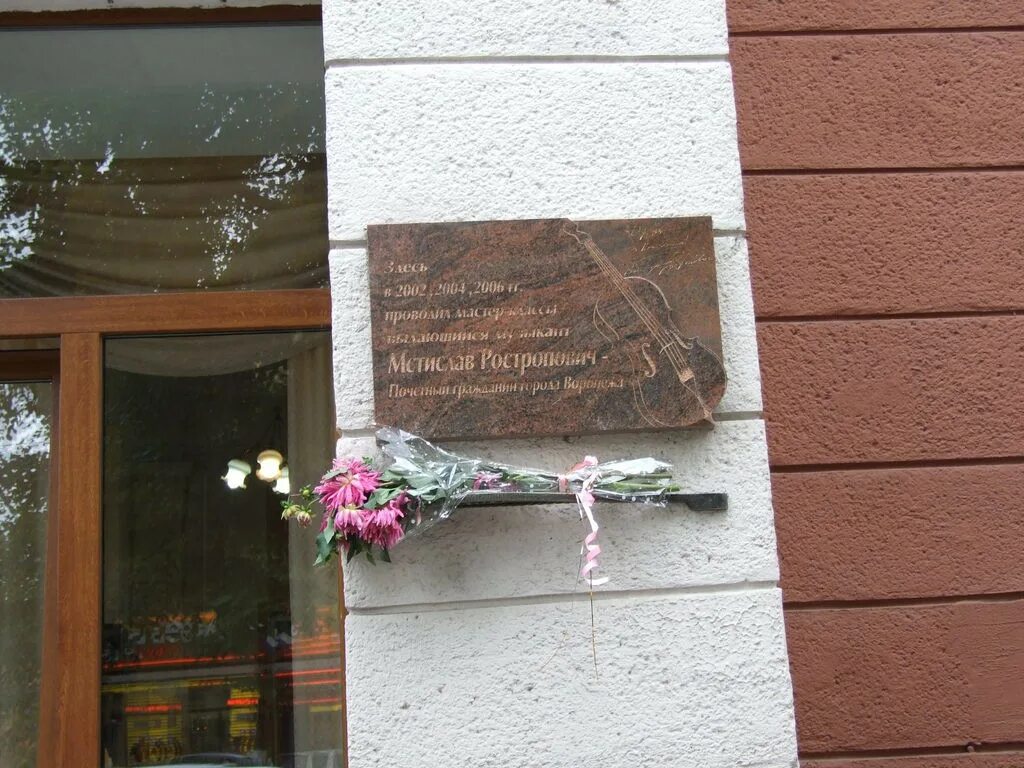 Здесь
в 2002, 2004, 2006 гг.
проводил мастер-классы
выдающийся музыкант
Мстислав Ростропович -
Почетный гражданин города Воронежа